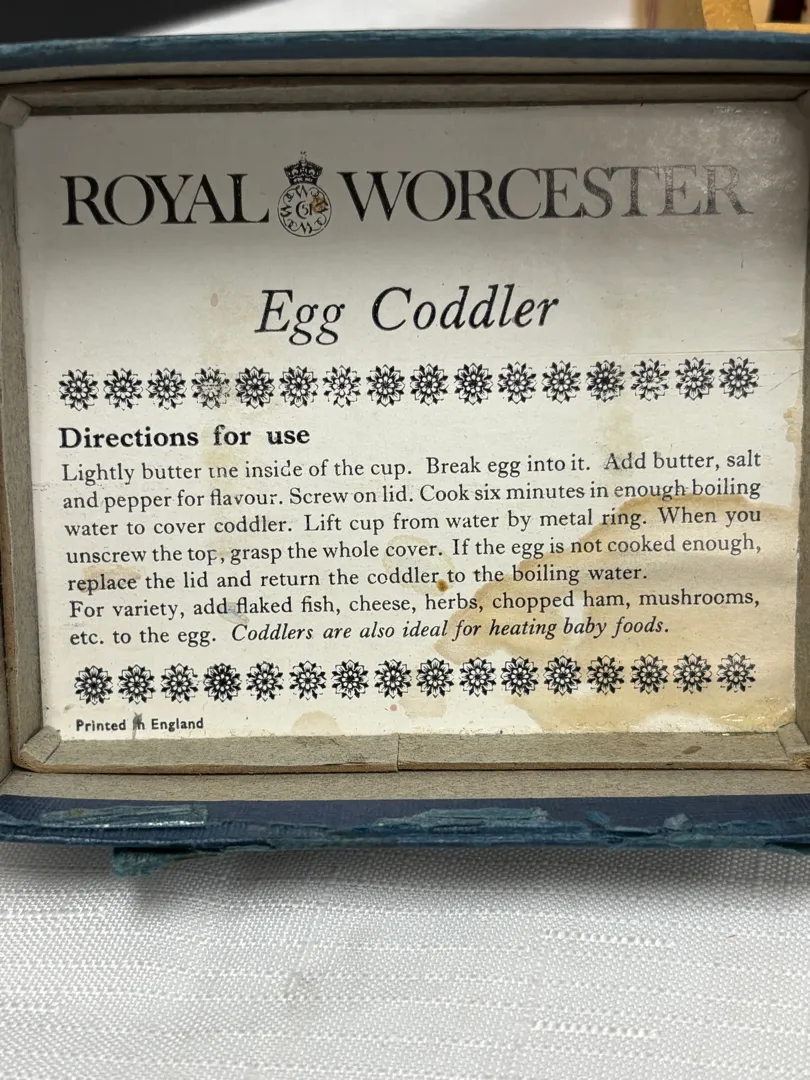 ROYAL WORCESTER
Egg Coddler
Directions for use
Lightly butter the inside of the cup. Break egg into it. Add butter, salt
and pepper for flavour. Screw on lid. Cook six minutes in enough boiling
water to cover coddler. Lift cup from water by metal ring. When you
unscrew the top, grasp the whole cover. If the egg is not cooked enough,
replace the lid and return the coddler to the boiling water.
For variety, add flaked fish, cheese, herbs, chopped ham, mushrooms,
etc. to the egg. Coddlers are also ideal for heating baby foods.
Printed in England